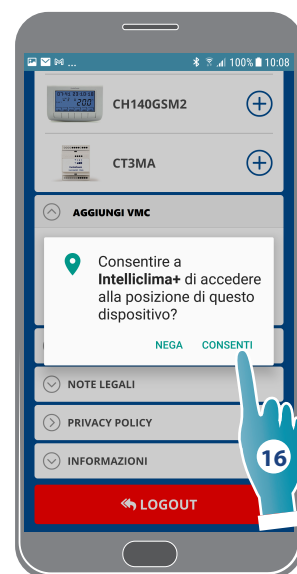 ... 100% 10:08
CH140GSM2
CT3MA
AGGIUNGI VMC
Consentire a
Intelliclima+ di accedere
alla posizione di questo
dispositivo?
NEGA CONSENTI
NOTE LEGALI
PRIVACY POLICY
16
INFORMAZIONI
LOGOUT